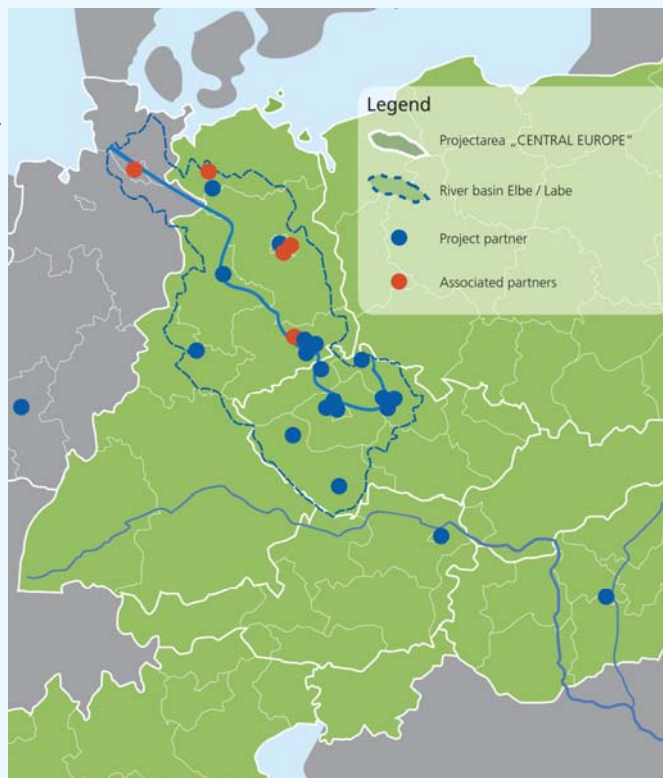 Legend
Projectarea „CENTRAL EUROPE“
River basin Elbe / Labe
Project partner
Associated partners